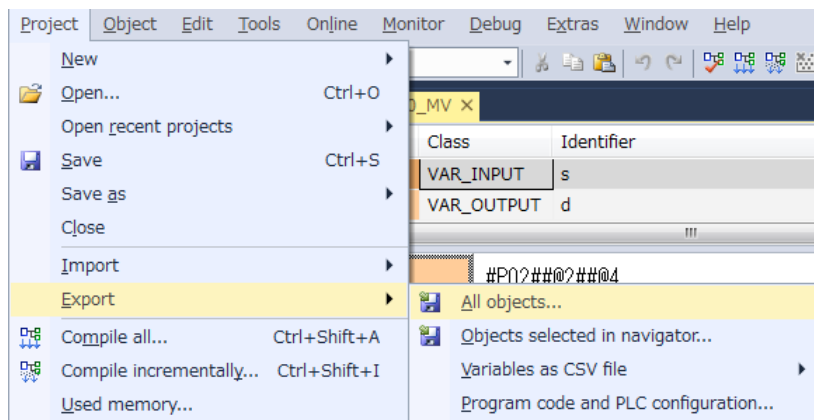 Project Object Edit Tools Online Monitor Debug Extras Window Help
New
Open... Ctrl+O
Open recent projects
Save Ctrl+S
Save as
Close
Import
Export
Compile all... Ctrl+Shift+A
Compile incrementally... Ctrl+Shift+I
Used memory...
0_MV
Class Identifier
VAR_INPUT s
VAR_OUTPUT d
#P02##@2##@4
All objects...
Objects selected in navigator...
Variables as CSV file
Program code and PLC configuration...